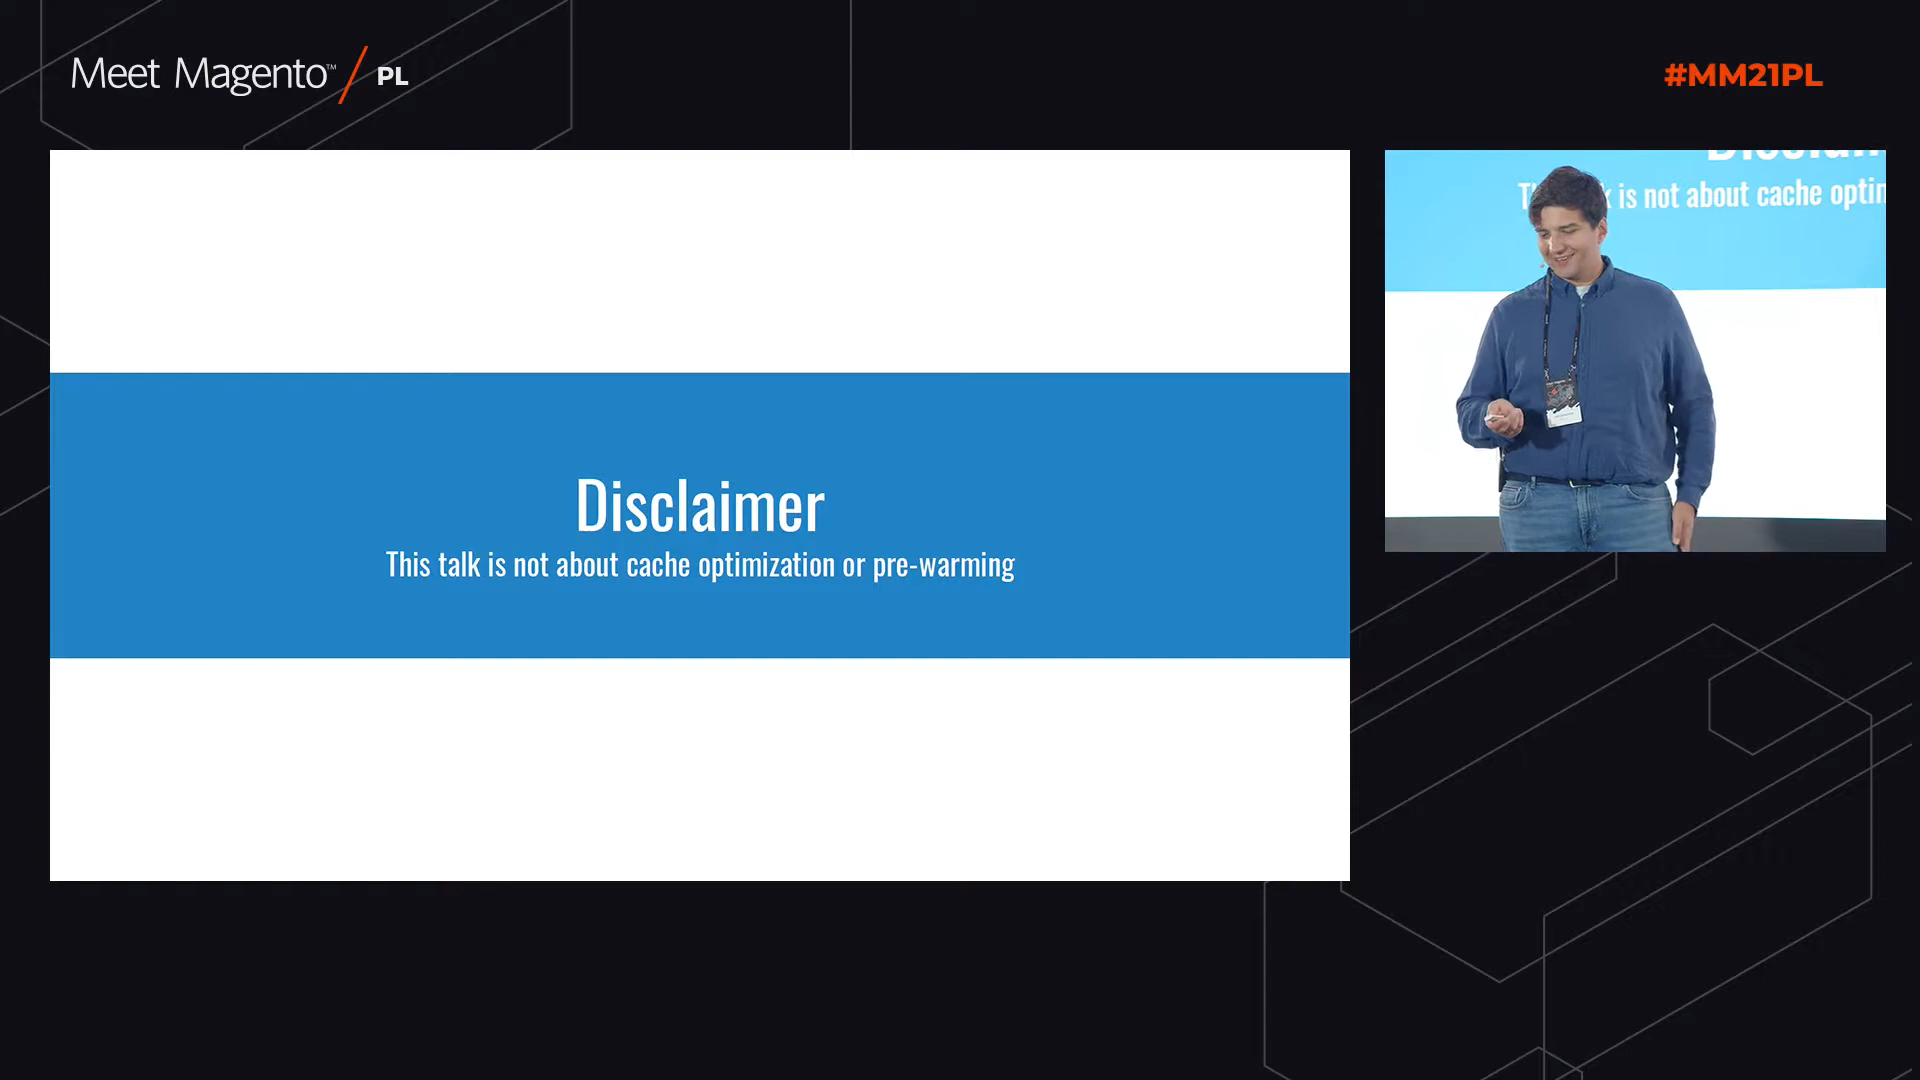 Meet Magento™ / PL
#MM21PL
Disclaimer
This talk is not about cache optimization or pre-warming
is not about cache optim